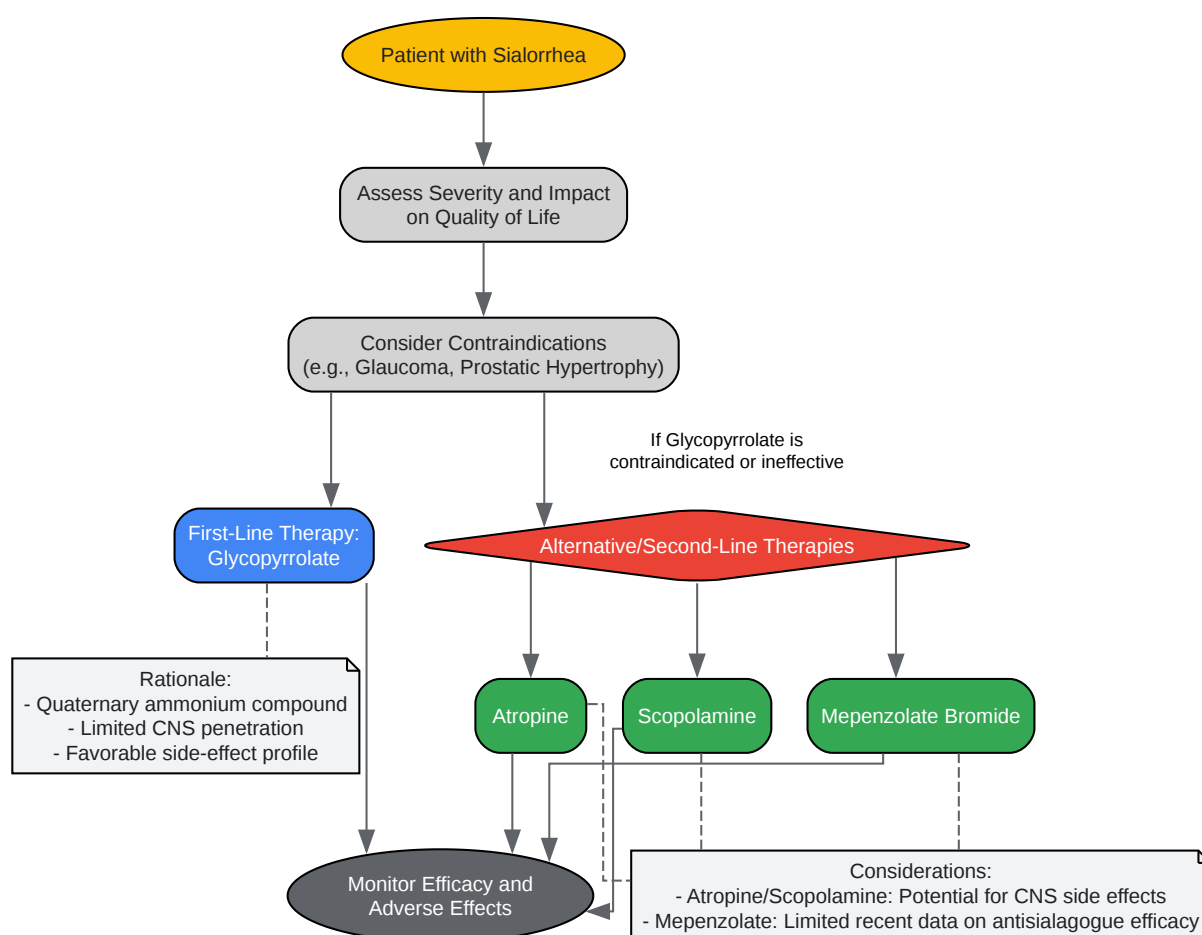 Patient with Sialorrhea
Assess Severity and Impact
on Quality of Life
Consider Contraindications
(e.g., Glaucoma, Prostatic Hypertrophy)
If Glycopyrrolate is
contraindicated or ineffective
First-Line Therapy:
Glycopyrrolate
Alternative/Second-Line Therapies
Rationale:
- Quaternary ammonium compound
- Limited CNS penetration
- Favorable side-effect profile
Atropine
Scopolamine
Mepenzolate Bromide
Monitor Efficacy and
Adverse Effects
Considerations:
- Atropine/Scopolamine: Potential for CNS side effects
- Mepenzolate: Limited recent data on antisialagogue efficacy